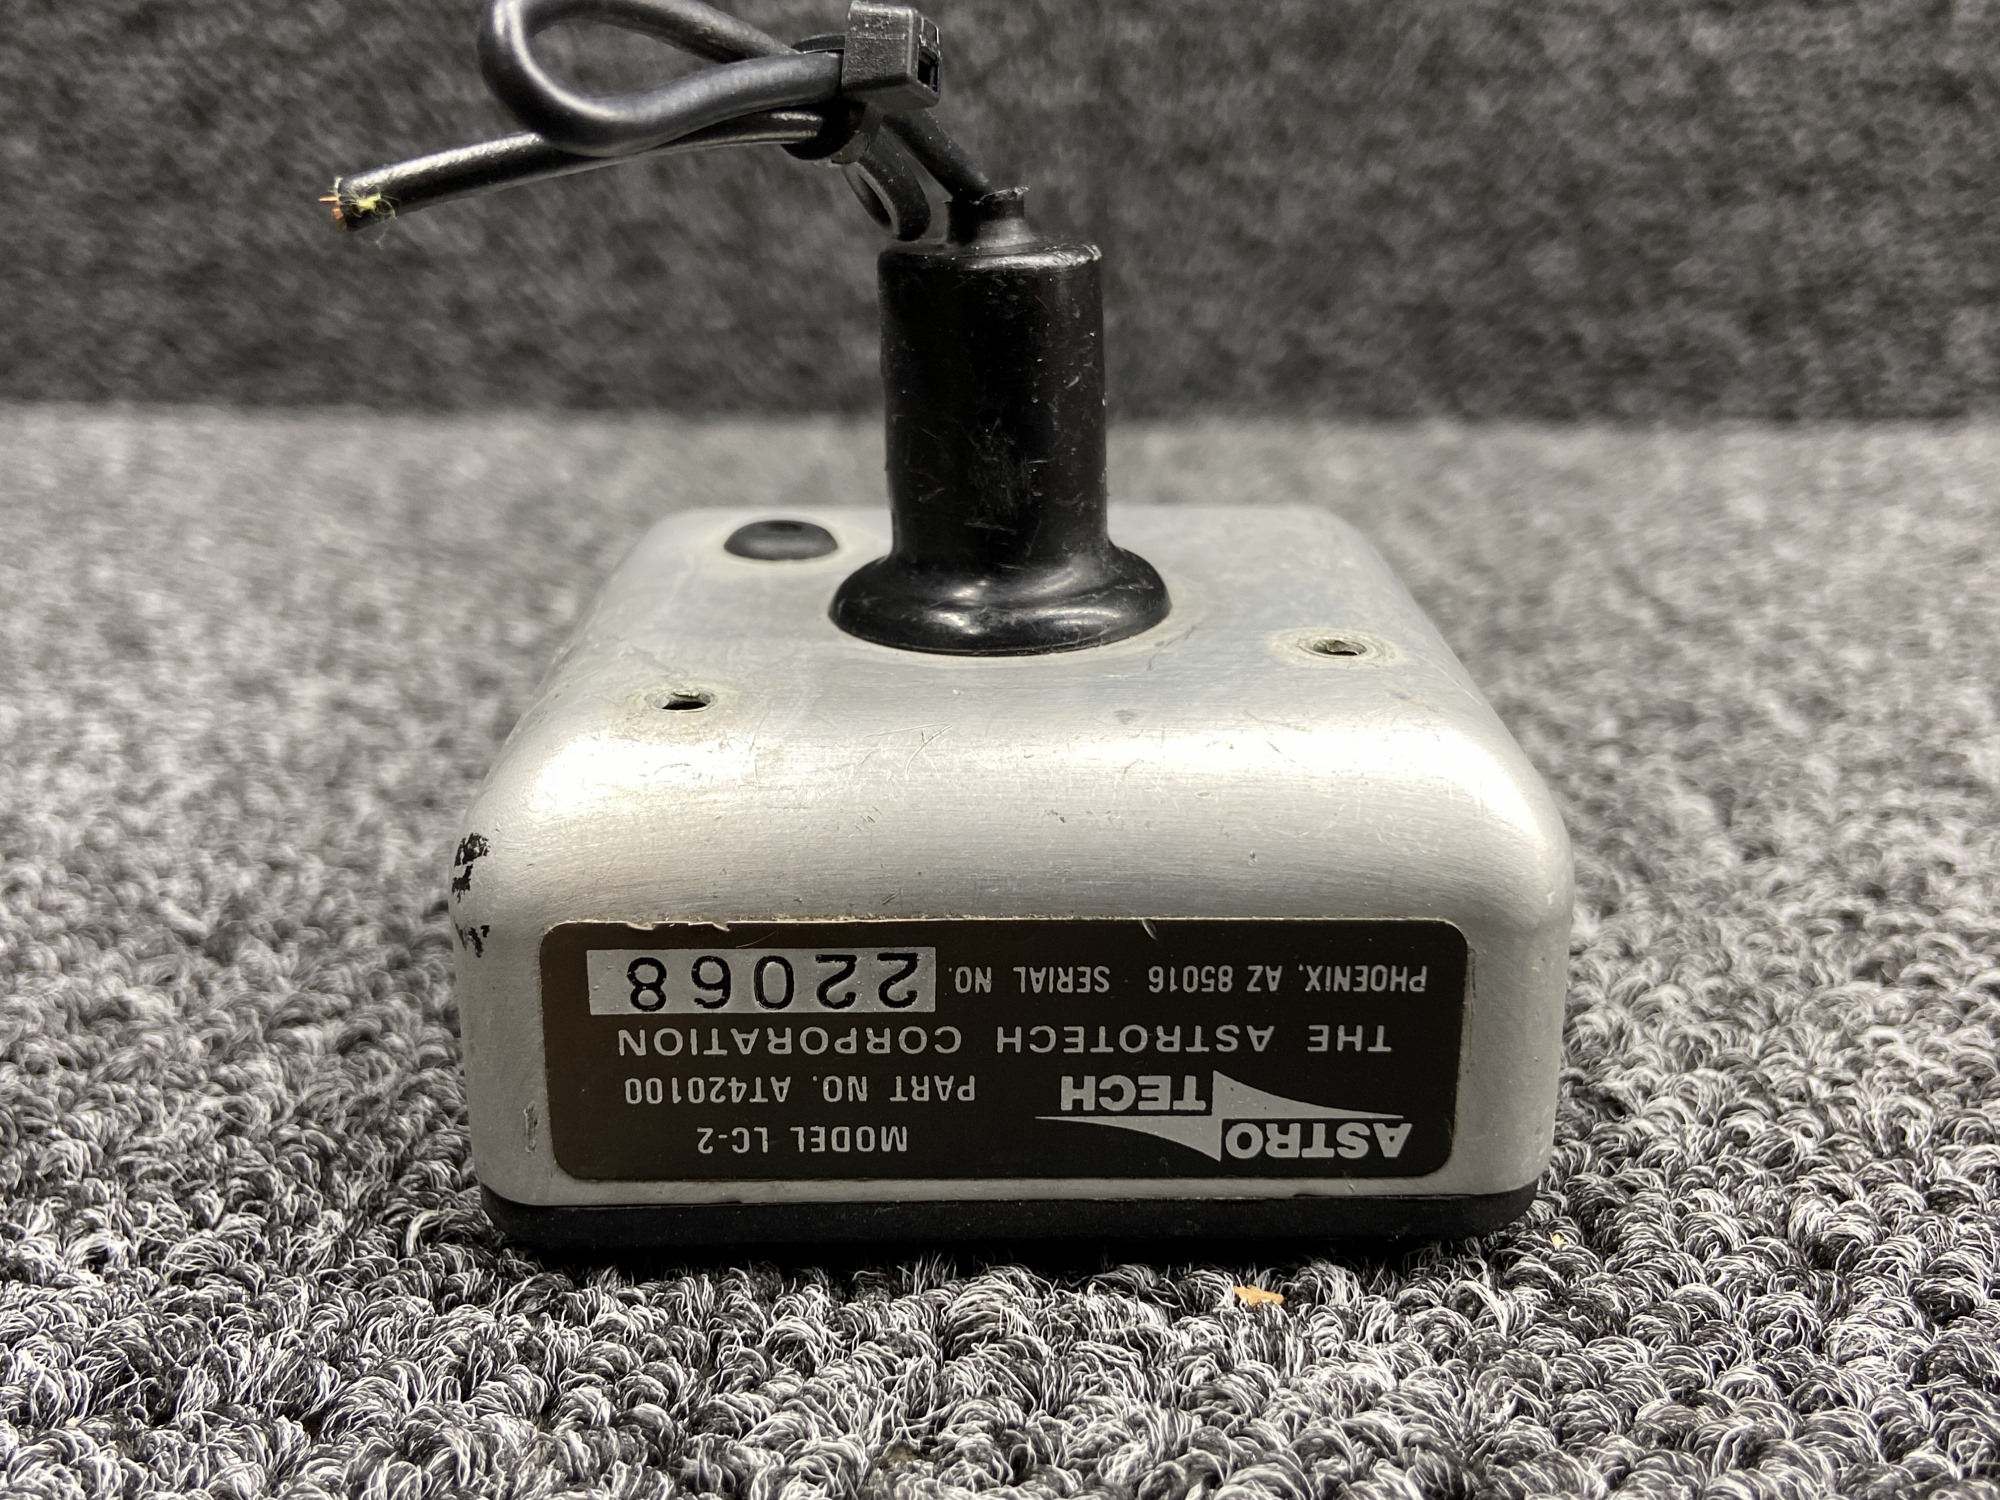 ASTRO
TECH
MODEL LC-2
PART NO. AT420100
THE ASTROTECH CORPORATION
PHOENIX, AZ 85016 SERIAL NO. 22068